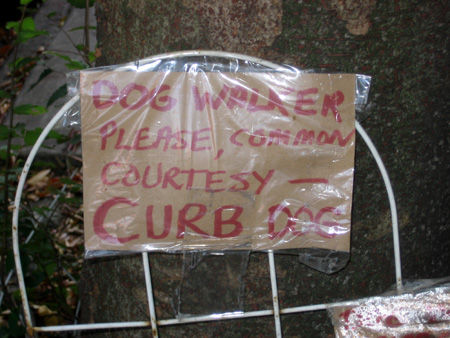 DOG WALKER
PLEASE, COMMON
COURTESY —
CURB DOG